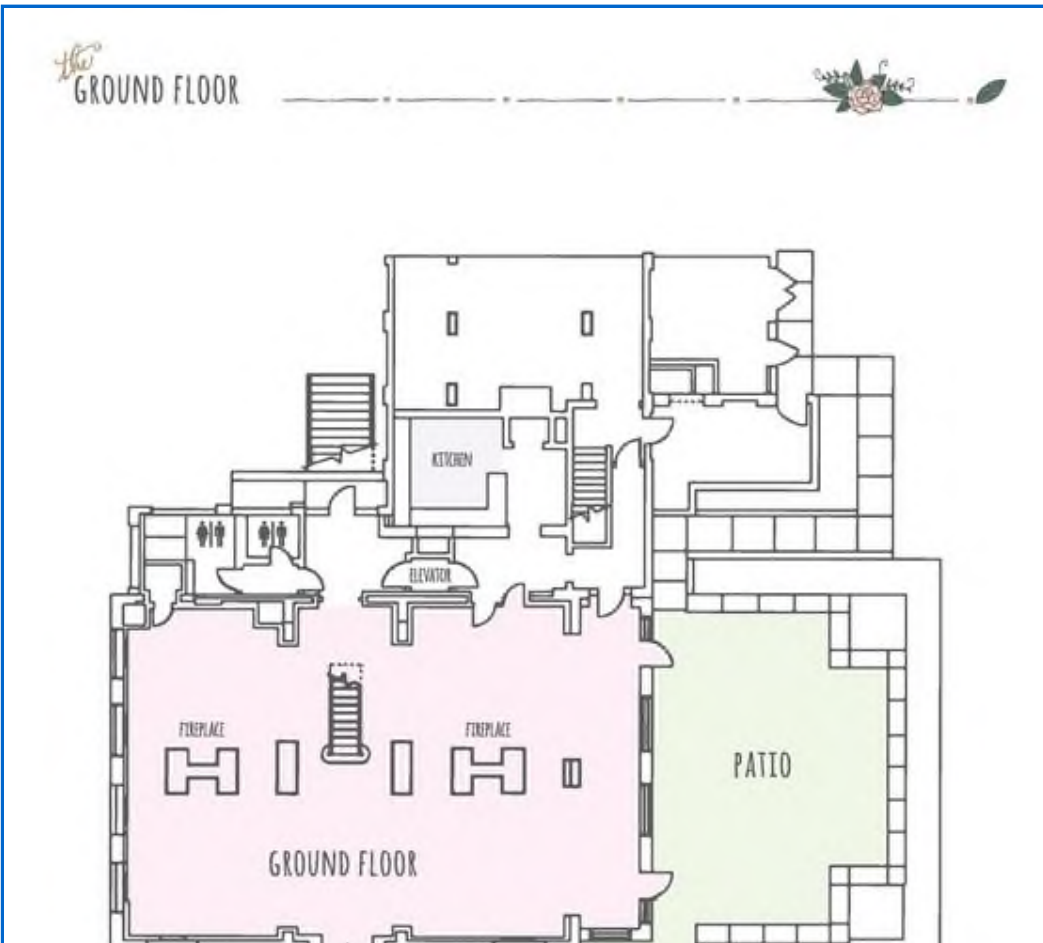 the
GROUND FLOOR
KITCHEN
ELEVATOR
FIREPLACE
FIREPLACE
PATIO
GROUND FLOOR